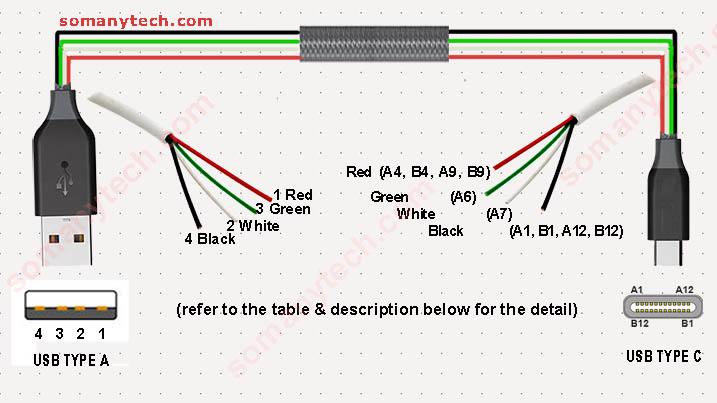 somanytech.com
1 Red
3 Green
2 White
4 Black
Red (A4, B4, A9, B9)
Green (A6)
White (A7)
Black (A1, B1, A12, B12)
(refer to the table & description below for the detail)
4 3 2 1
USB TYPE A
A1 A12
B12 B1
USB TYPE C
somanytech.com
somanytech.com
somanytech.com
somanytech.com